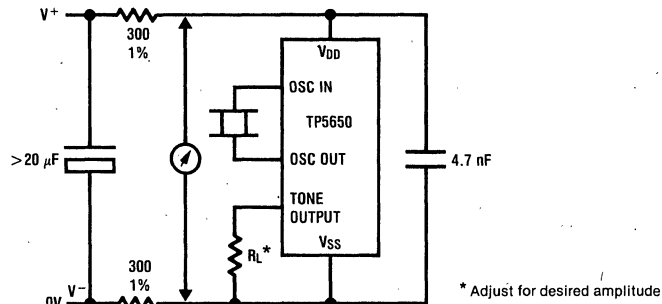 V+
300
1%
VDD
OSC IN
TP5650
OSC OUT
>20 μF
4.7 nF
TONE
OUTPUT
RL*
VSS
300
1%
V−
0V
* Adjust for desired amplitude